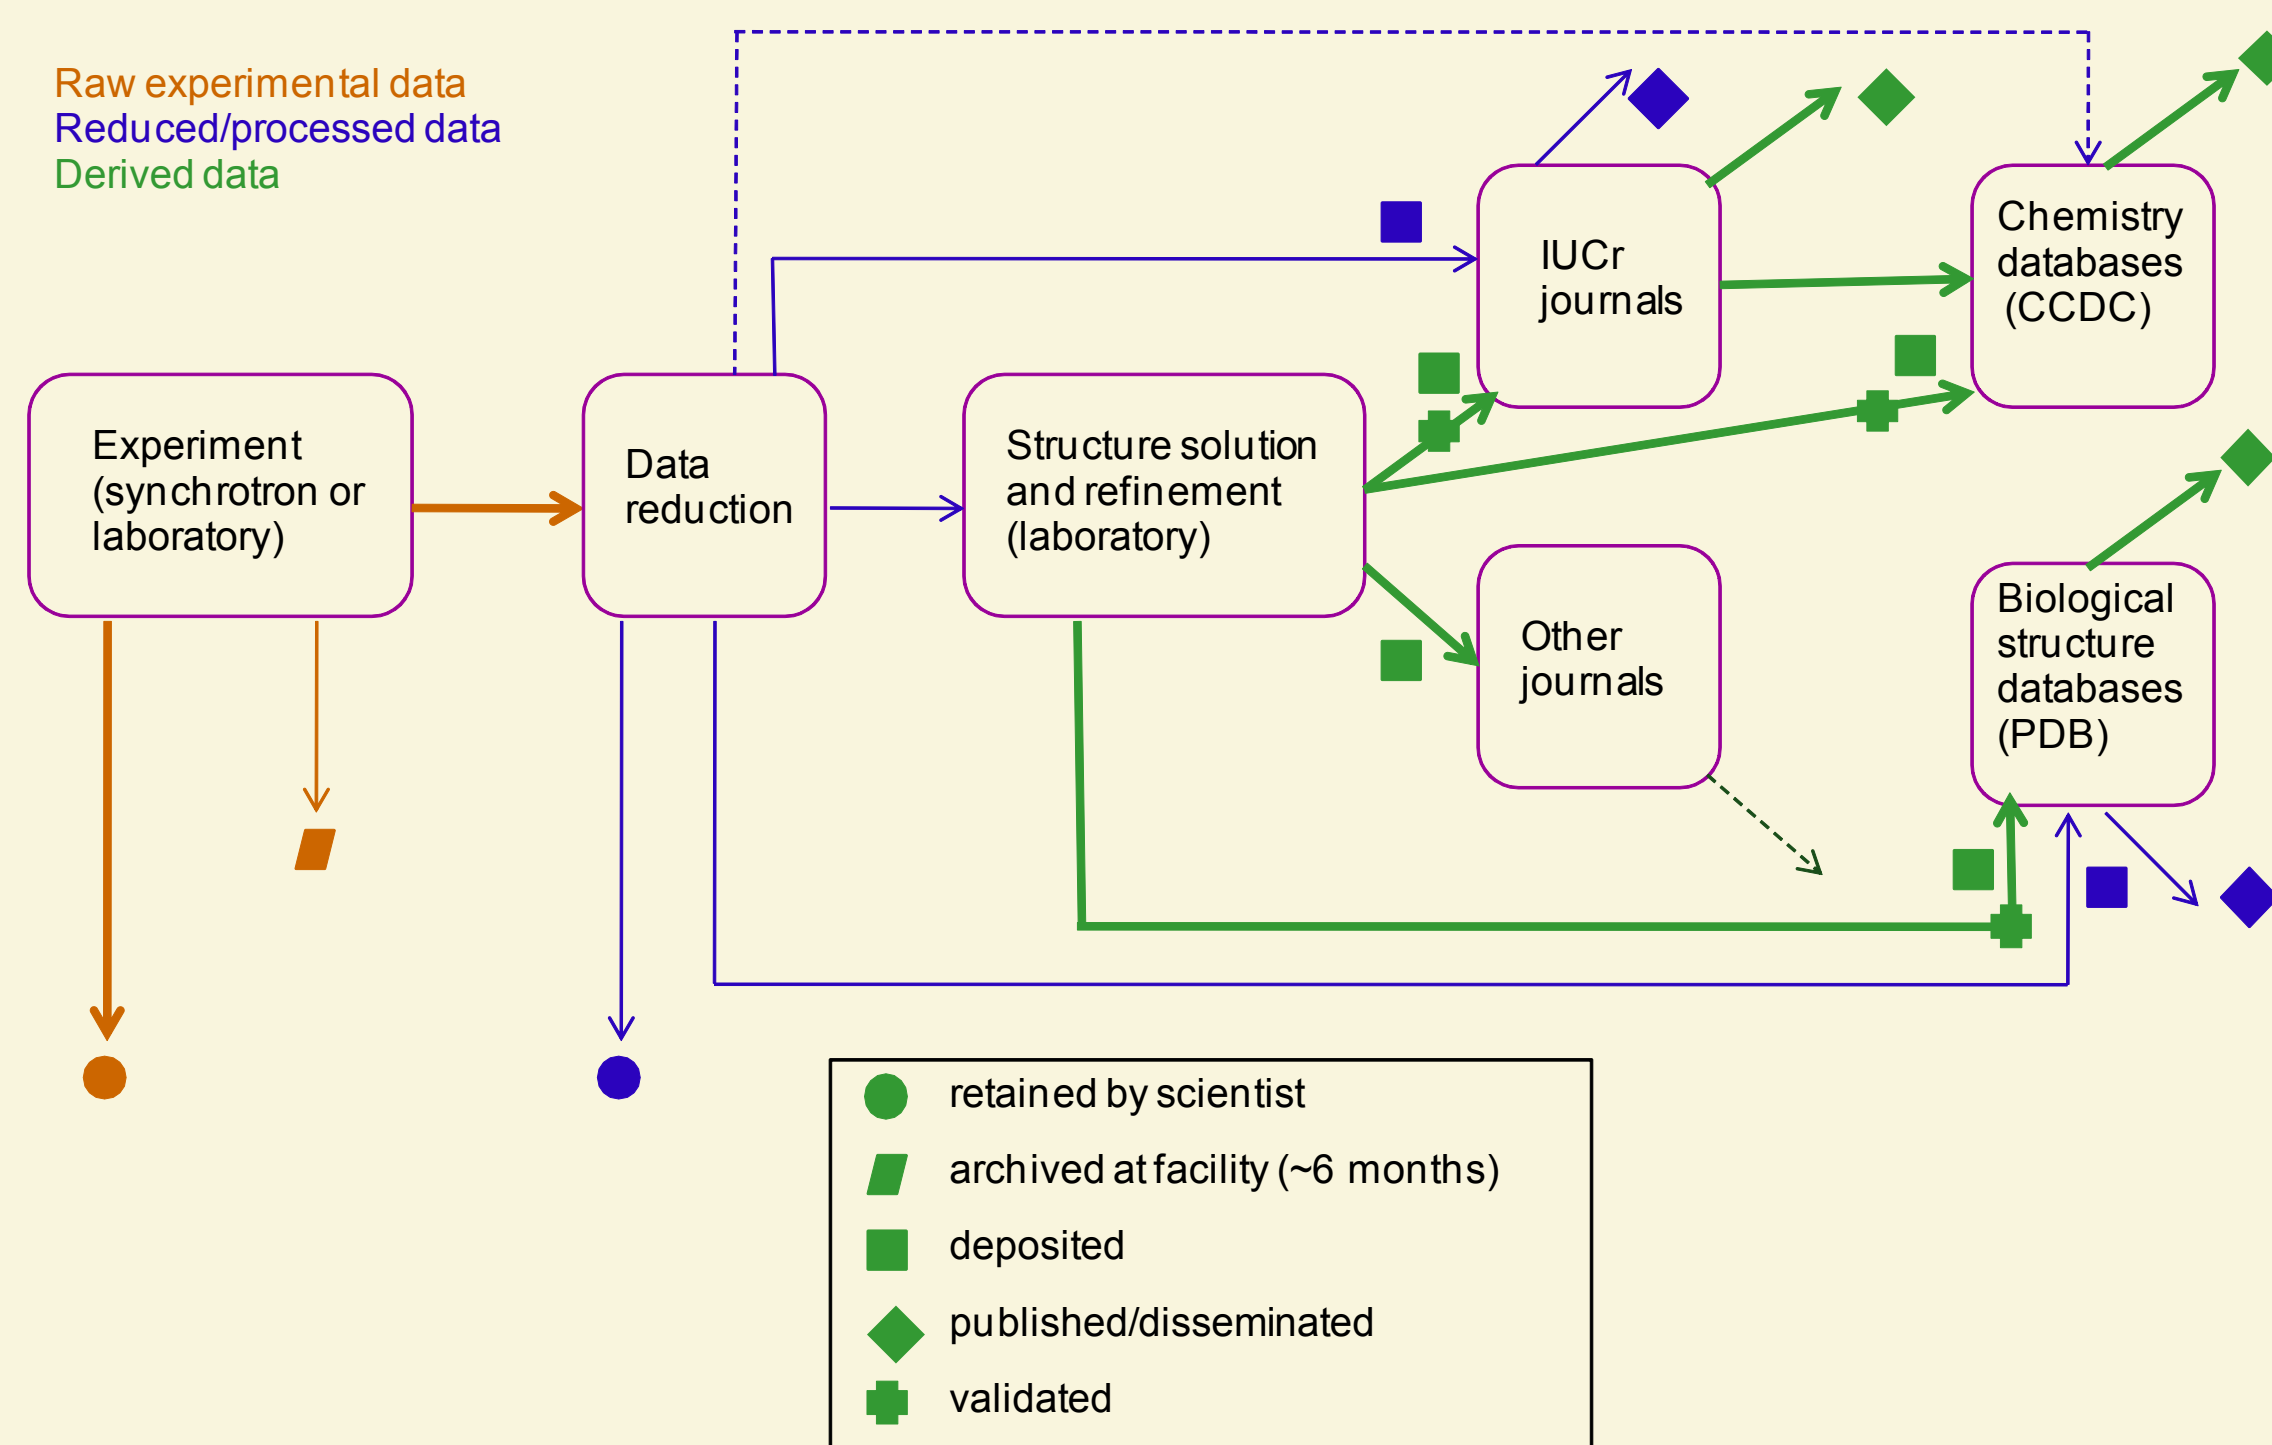 Raw experimental data
Reduced/processed data
Derived data
IUCr
journals
Chemistry
databases
(CCDC)
Experiment
(synchrotron or
laboratory)
Data
reduction
Structure solution
and refinement
(laboratory)
Other
journals
Biological
structure
databases
(PDB)
retained by scientist
archived at facility (~6 months)
deposited
published/disseminated
validated